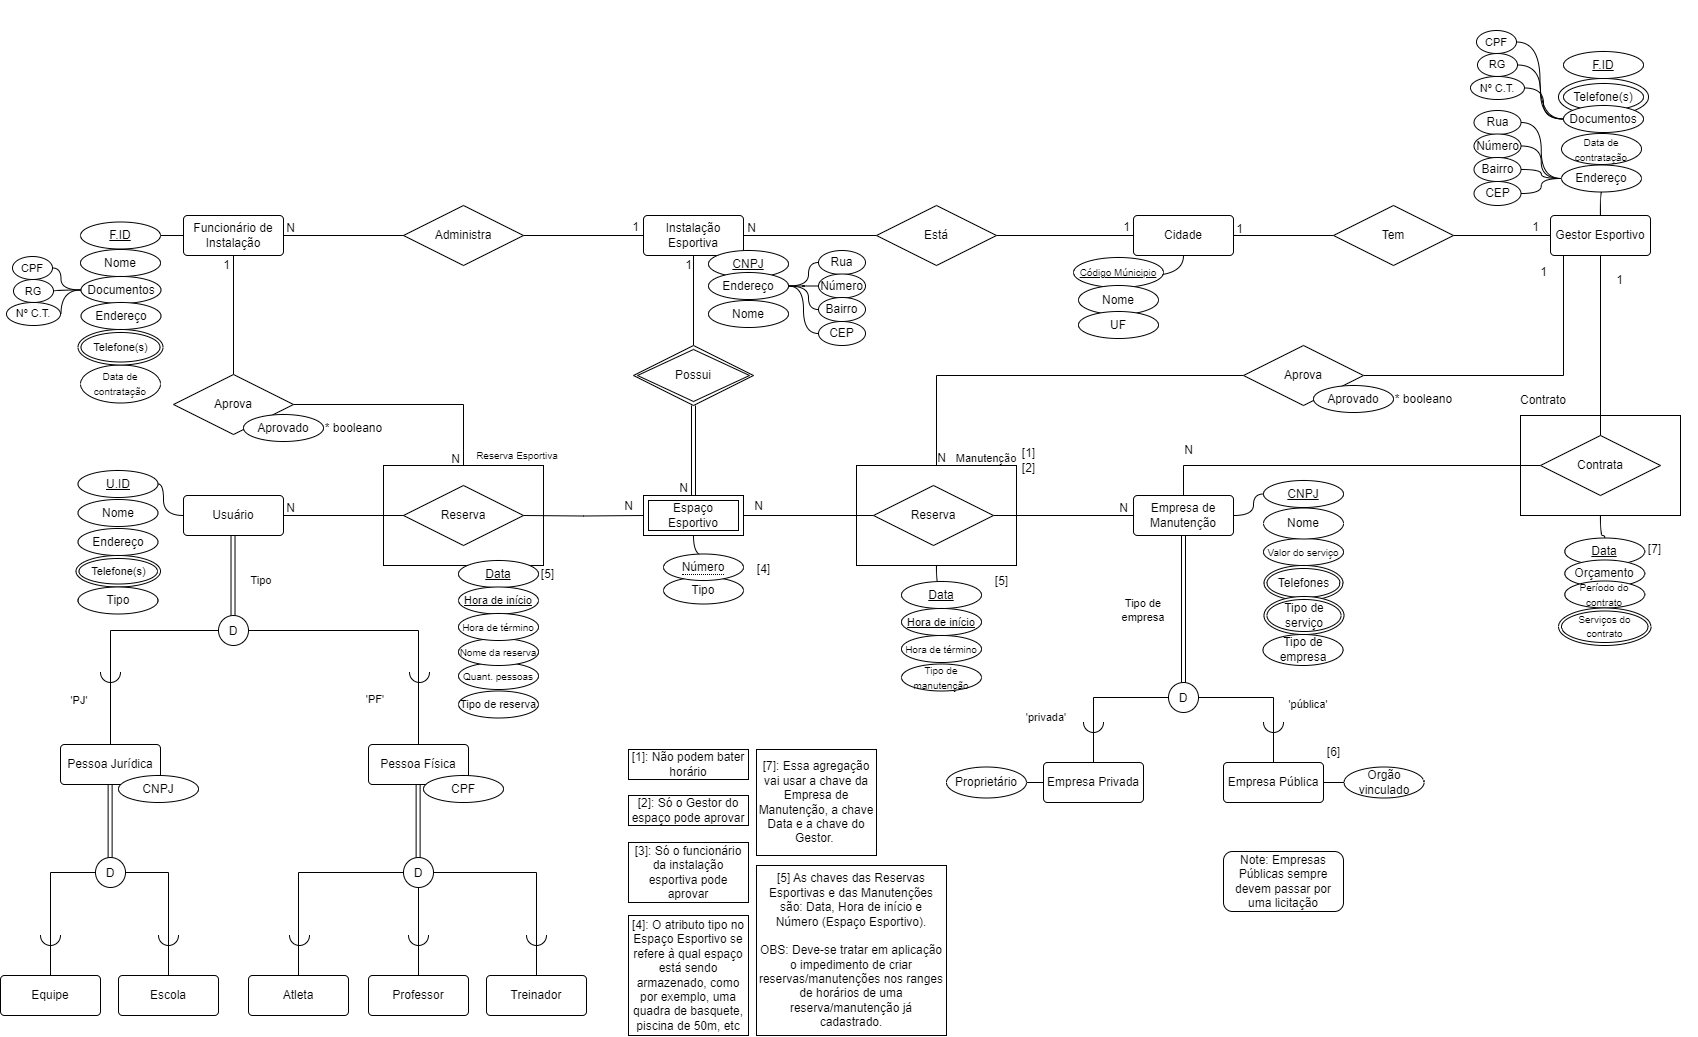 CPF
RG
Nº C.T.
F.ID
Telefone(s)
Documentos
Data de
contratação
Endereço
Rua
Número
Bairro
CEP
Funcionário de
Instalação
N
Administra
1
Instalação
Esportiva
N
Está
1
Cidade
1
Tem
1
Gestor Esportivo
F.ID
Nome
Documentos
Endereço
Telefone(s)
Data de
contratação
CPF
RG
Nº C.T.
1
1
CNPJ
Endereço
Nome
Rua
Número
Bairro
CEP
Código Múnicipio
Nome
UF
1
1
Possui
Aprova
Aprovado
* booleano
Aprova
Aprovado
* booleano
Contrato
N
Reserva Esportiva
N
Manutenção
[1]
[2]
N
Contrata
U.ID
Nome
Endereço
Telefone(s)
Tipo
Usuário
N
Reserva
N
N
Espaço
Esportivo
N
Reserva
N
Empresa de
Manutenção
CNPJ
Nome
Valor do serviço
Telefones
Tipo de
serviço
Tipo de
empresa
Data
[7]
Orçamento
Período do
contrato
Serviços do
contrato
Número
Tipo
[4]
Data
[5]
Hora de início
Hora de término
Nome da reserva
Quant. pessoas
Tipo de reserva
[5]
Data
Hora de início
Hora de término
Tipo de
manutenção
Tipo
D
'PJ'
'PF'
Tipo de
empresa
D
'privada'
'pública'
Pessoa Jurídica
CNPJ
Pessoa Física
CPF
[6]
Proprietário
Empresa Privada
Empresa Pública
Orgão
vinculado
D
D
Equipe
Escola
Atleta
Professor
Treinador
[1]: Não podem bater
horário
[2]: Só o Gestor do
espaço pode aprovar
[3]: Só o funcionário
da instalação
esportiva pode
aprovar
[4]: O atributo tipo no
Espaço Esportivo se
refere à qual espaço
está sendo
armazenado, como
por exemplo, uma
quadra de basquete,
piscina de 50m, etc
[7]: Essa agregação
vai usar a chave da
Empresa de
Manutenção, a chave
Data e a chave do
Gestor.
[5] As chaves das Reservas
Esportivas e das Manutenções
são: Data, Hora de início e
Número (Espaço Esportivo).
OBS: Deve-se tratar em aplicação
o impedimento de criar
reservas/manutenções nos ranges
de horários de uma
reserva/manutenção já
cadastrado.
Note: Empresas
Públicas sempre
devem passar por
uma licitação